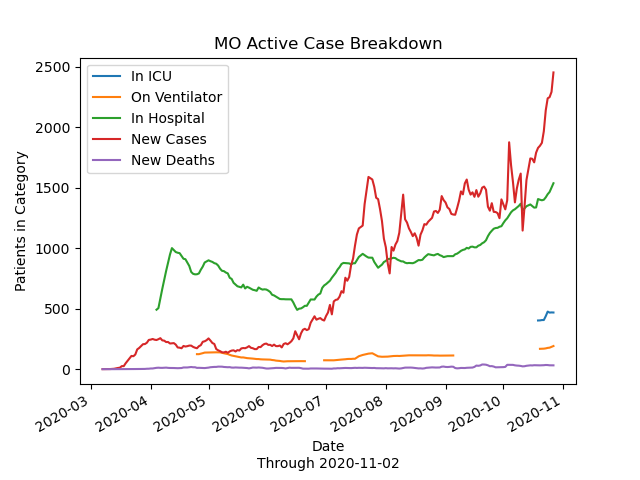 MO Active Case Breakdown
In ICU
On Ventilator
In Hospital
New Cases
New Deaths
Patients in Category
2500
2000
1500
1000
500
0
2020-03
2020-04
2020-05
2020-06
2020-07
2020-08
2020-09
2020-10
2020-11
Date
Through 2020-11-02